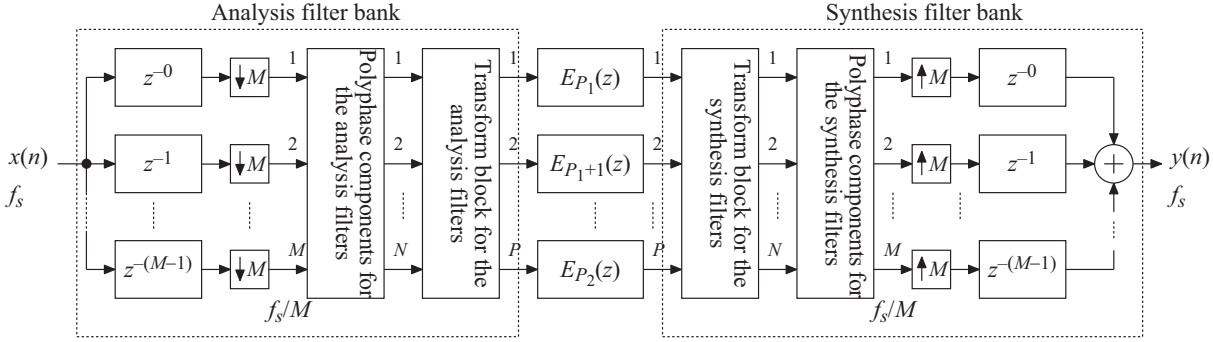 Analysis filter bank
Synthesis filter bank
x(n)
f_s
z^{-0}
z^{-1}
z^{-(M-1)}
↓M
↓M
↓M
1
2
M
f_s/M
Polyphase components for
the analysis filters
1
2
N
Transform block for the
analysis filters
1
2
P
E_{P_1}(z)
E_{P_1+1}(z)
E_{P_2}(z)
1
2
P
Transform block for the
synthesis filters
1
2
N
Polyphase components for
the synthesis filters
1
2
M
f_s/M
↑M
↑M
↑M
z^{-0}
z^{-1}
z^{-(M-1)}
+
y(n)
f_s